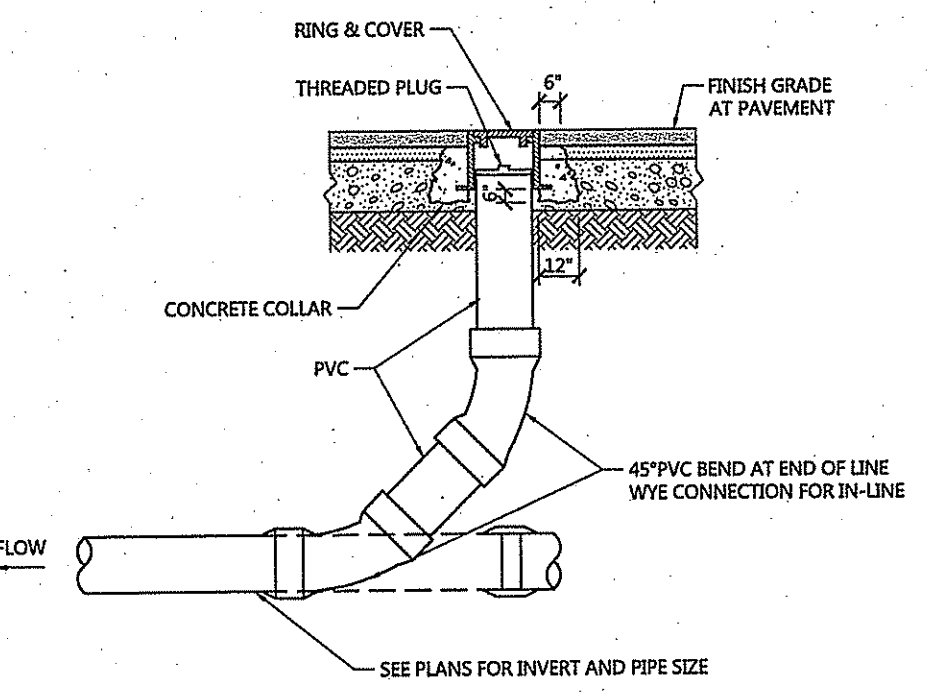 RING & COVER
THREADED PLUG
6"
FINISH GRADE
AT PAVEMENT
6"
12"
CONCRETE COLLAR
PVC
45°PVC BEND AT END OF LINE
WYE CONNECTION FOR IN-LINE
FLOW
SEE PLANS FOR INVERT AND PIPE SIZE